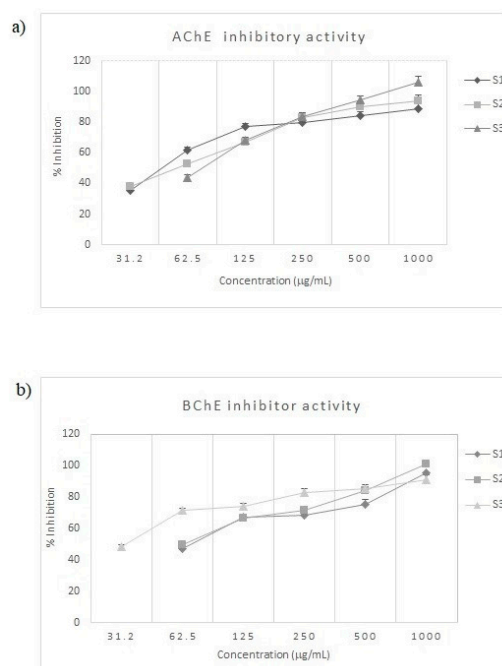 a)
AChE inhibitory activity
120
100
80
60
40
20
0
% Inhibition
31.2 62.5 125 250 500 1000
Concentration (µg/mL)
S1
S2
S3
b)
BChE inhibitor activity
120
100
80
60
40
20
0
% Inhibition
31.2 62.5 125 250 500 1000
Concentration (µg/mL)
S1
S2
S3